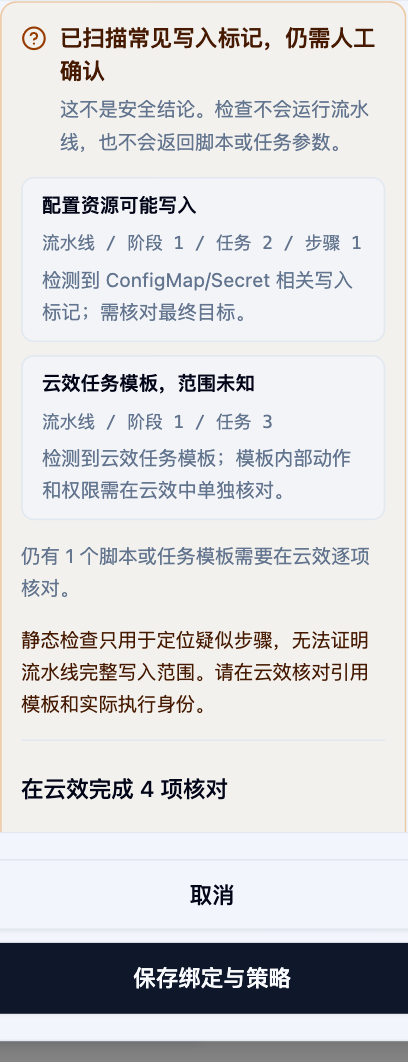 已扫描常见写入标记，仍需人工
确认
这不是安全结论。检查不会运行流水
线，也不会返回脚本或任务参数。
配置资源可能写入
流水线 / 阶段 1 / 任务 2 / 步骤 1
检测到 ConfigMap/Secret 相关写入
标记；需核对最终目标。
云效任务模板，范围未知
流水线 / 阶段 1 / 任务 3
检测到云效任务模板；模板内部动作
和权限需在云效中单独核对。
仍有 1 个脚本或任务模板需要在云效逐项
核对。
静态检查只用于定位疑似步骤，无法证明
流水线完整写入范围。请在云效核对引用
模板和实际执行身份。
在云效完成 4 项核对
取消
保存绑定与策略